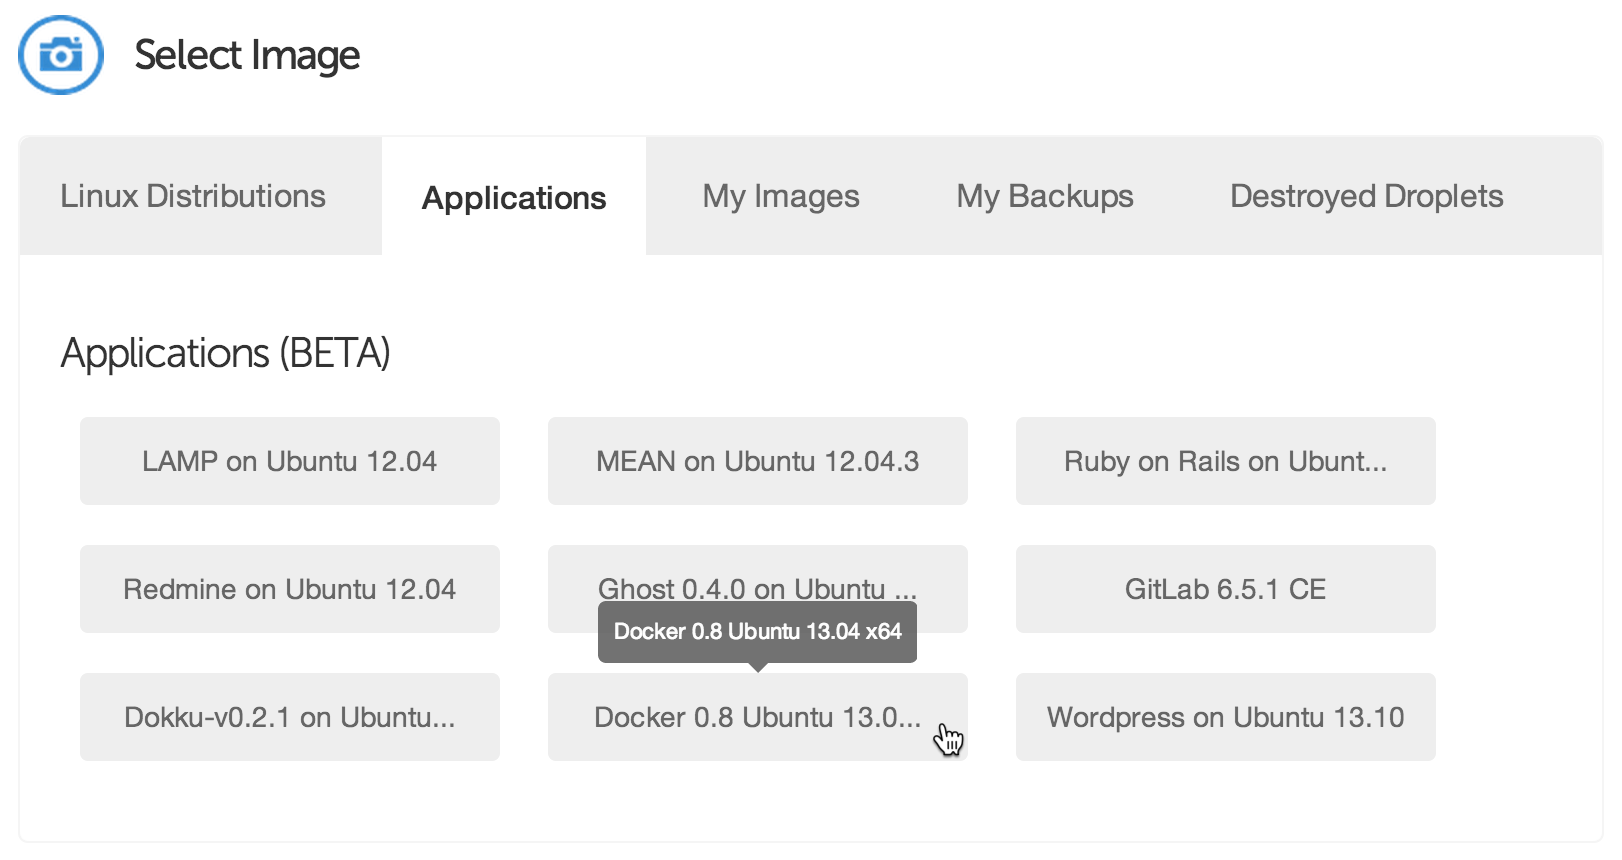 Select Image
Linux Distributions
Applications
My Images
My Backups
Destroyed Droplets
Applications (BETA)
LAMP on Ubuntu 12.04
MEAN on Ubuntu 12.04.3
Ruby on Rails on Ubunt...
Redmine on Ubuntu 12.04
Ghost 0.4.0 on Ubuntu ...
GitLab 6.5.1 CE
Docker 0.8 Ubuntu 13.04 x64
Dokku-v0.2.1 on Ubuntu...
Docker 0.8 Ubuntu 13.0...
Wordpress on Ubuntu 13.10